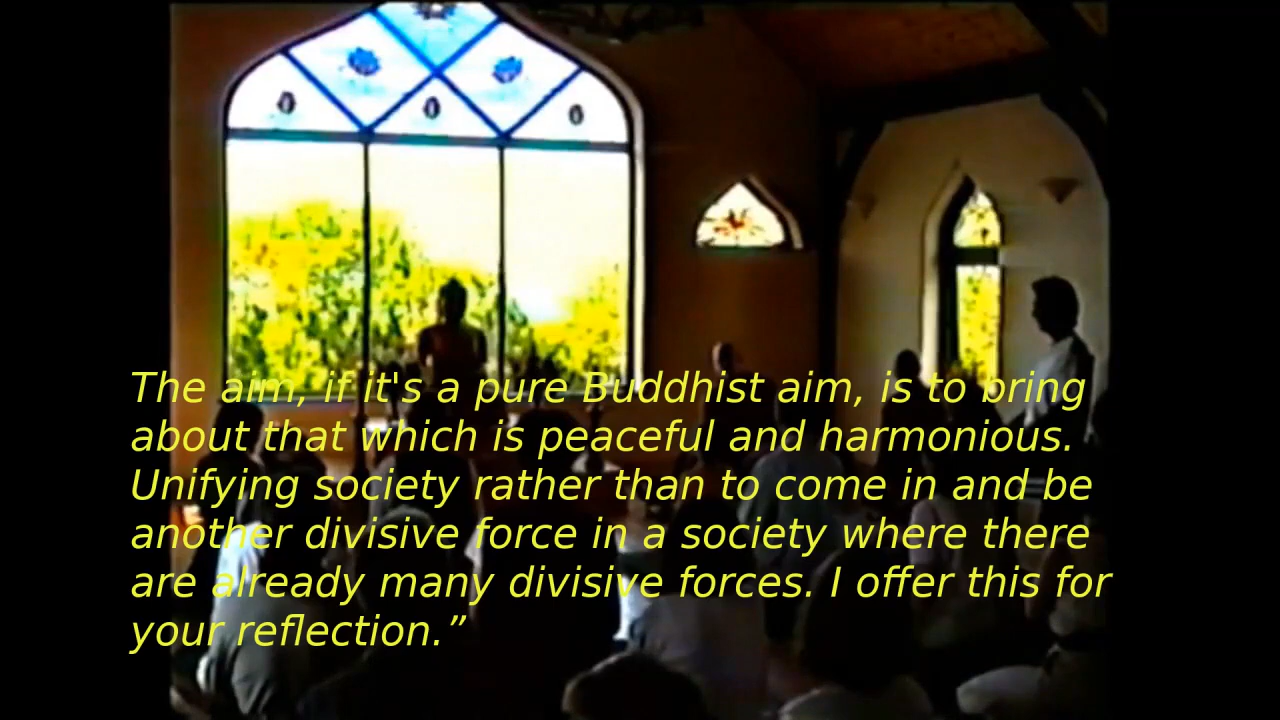 The aim, if it's a pure Buddhist aim, is to bring
about that which is peaceful and harmonious.
Unifying society rather than to come in and be
another divisive force in a society where there
are already many divisive forces. I offer this for
your reflection.”